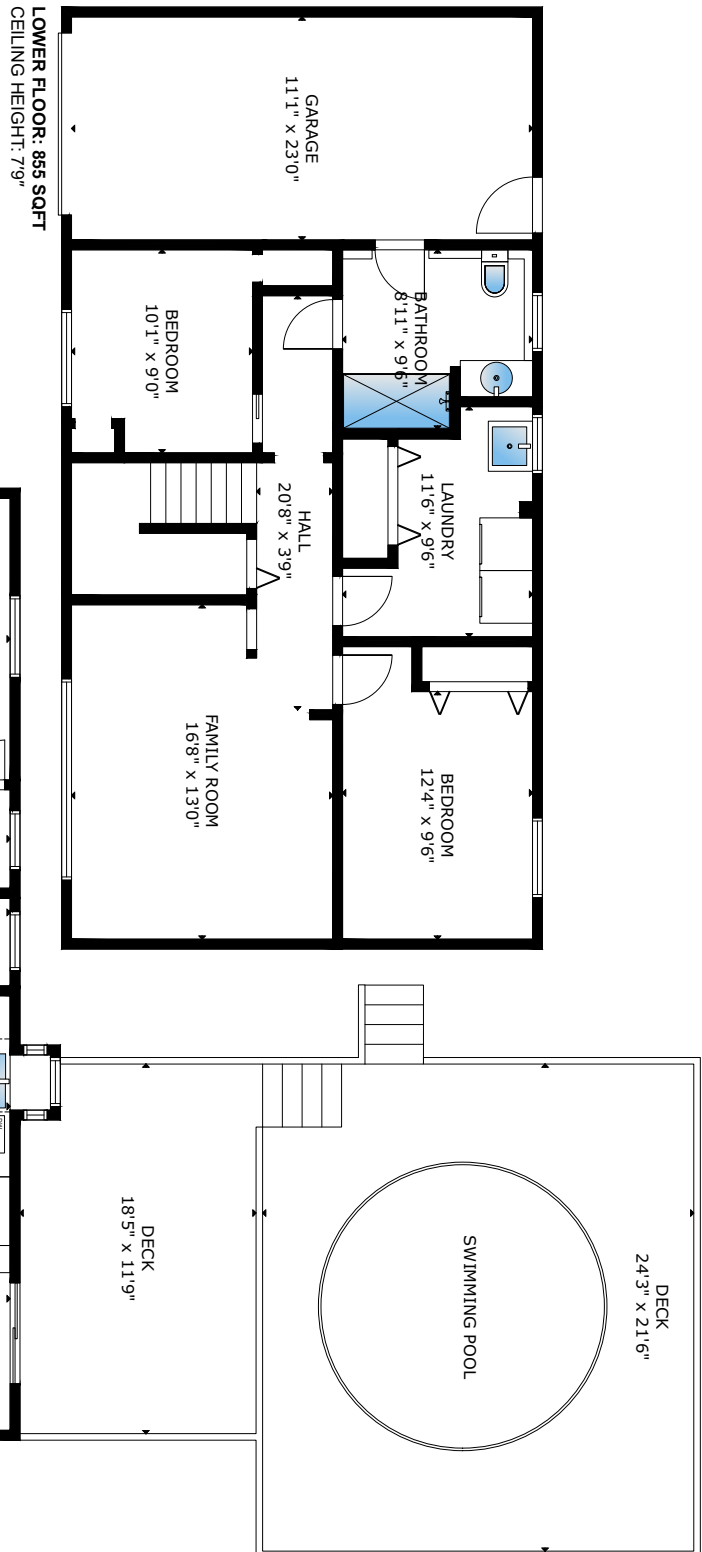 GARAGE
11'1" x 23'0"
BATHROOM
8'11" x 9'6"
BEDROOM
10'1" x 9'0"
LAUNDRY
11'6" x 9'6"
HALL
20'8" x 3'9"
BEDROOM
12'4" x 9'6"
FAMILY ROOM
16'8" x 13'0"
LOWER FLOOR: 855 SQFT
CEILING HEIGHT: 7'9"
DECK
24'3" x 21'6"
SWIMMING POOL
DECK
18'5" x 11'9"